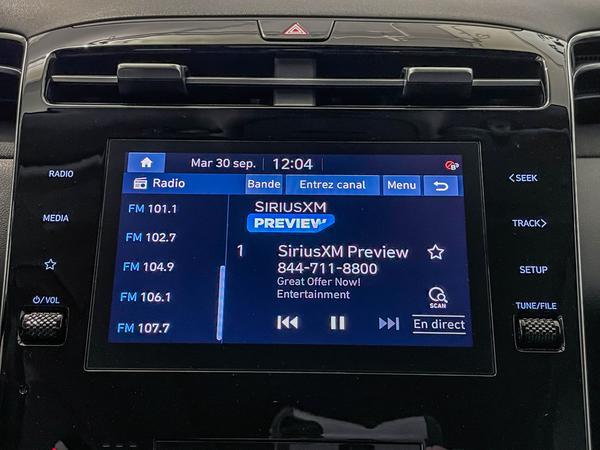 RADIO
MEDIA
⏻/VOL
Mar 30 sep. 12:04
Radio
Bande
Entrez canal
Menu
FM 101.1
FM 102.7
FM 104.9
FM 106.1
FM 107.7
SIRIUSXM
PREVIEW
1 SiriusXM Preview
844-711-8800
Great Offer Now!
Entertainment
SCAN
En direct
<SEEK
TRACK>
SETUP
TUNE/FILE